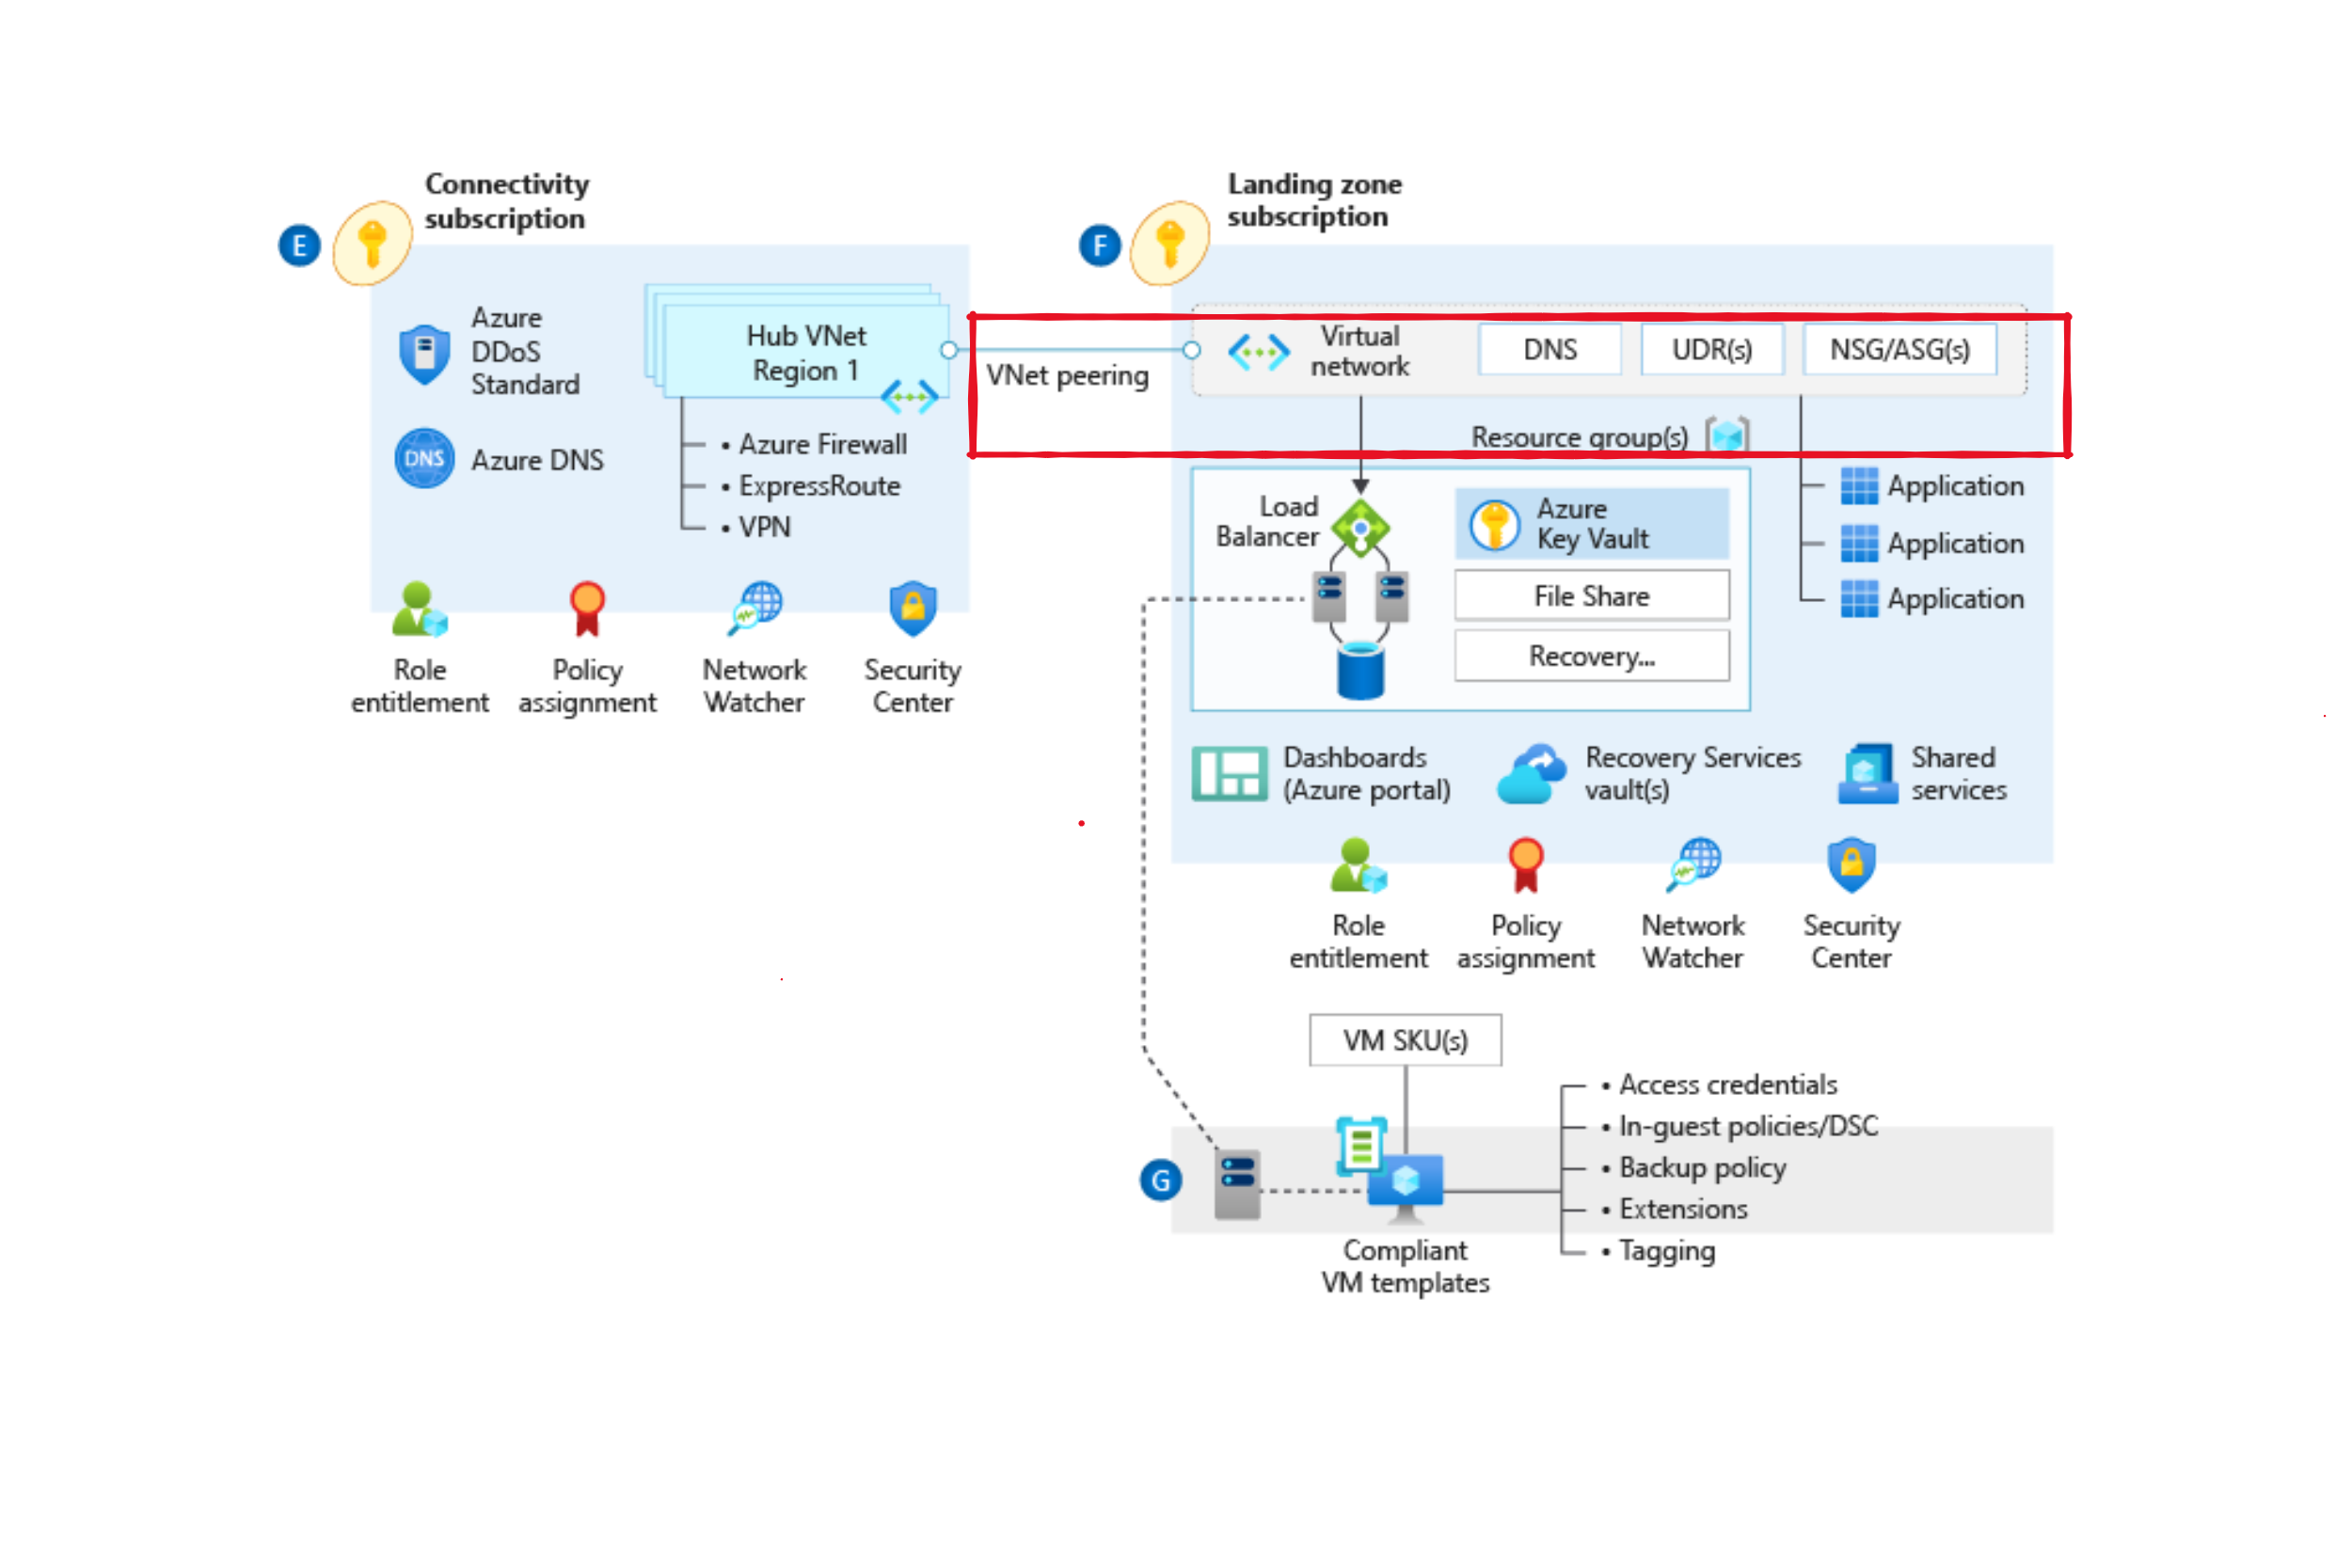 Connectivity
subscription
E
Azure
DDoS
Standard
DNS
Azure DNS
Hub VNet
Region 1
• Azure Firewall
• ExpressRoute
• VPN
Role
entitlement
Policy
assignment
Network
Watcher
Security
Center
VNet peering
Landing zone
subscription
F
Virtual
network
DNS
UDR(s)
NSG/ASG(s)
Resource group(s)
Load
Balancer
Azure
Key Vault
File Share
Recovery...
Application
Application
Application
Dashboards
(Azure portal)
Recovery Services
vault(s)
Shared
services
Role
entitlement
Policy
assignment
Network
Watcher
Security
Center
VM SKU(s)
G
Compliant
VM templates
• Access credentials
• In-guest policies/DSC
• Backup policy
• Extensions
• Tagging